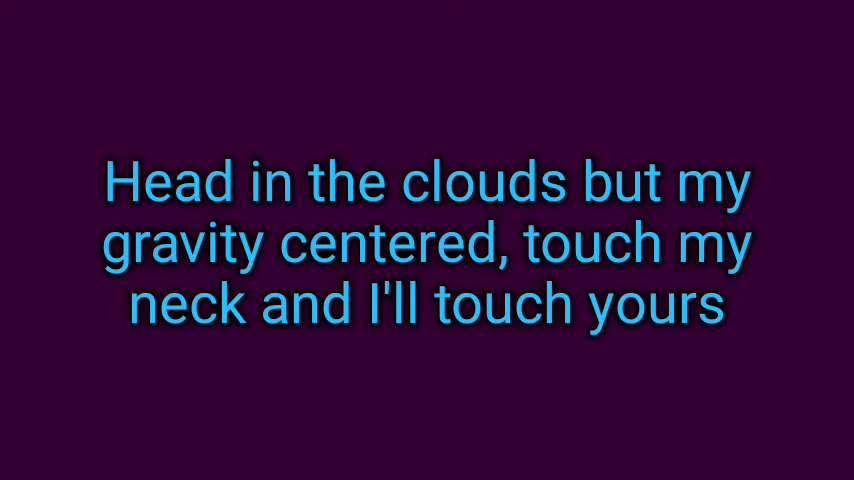 Head in the clouds but my
gravity centered, touch my
neck and I'll touch yours